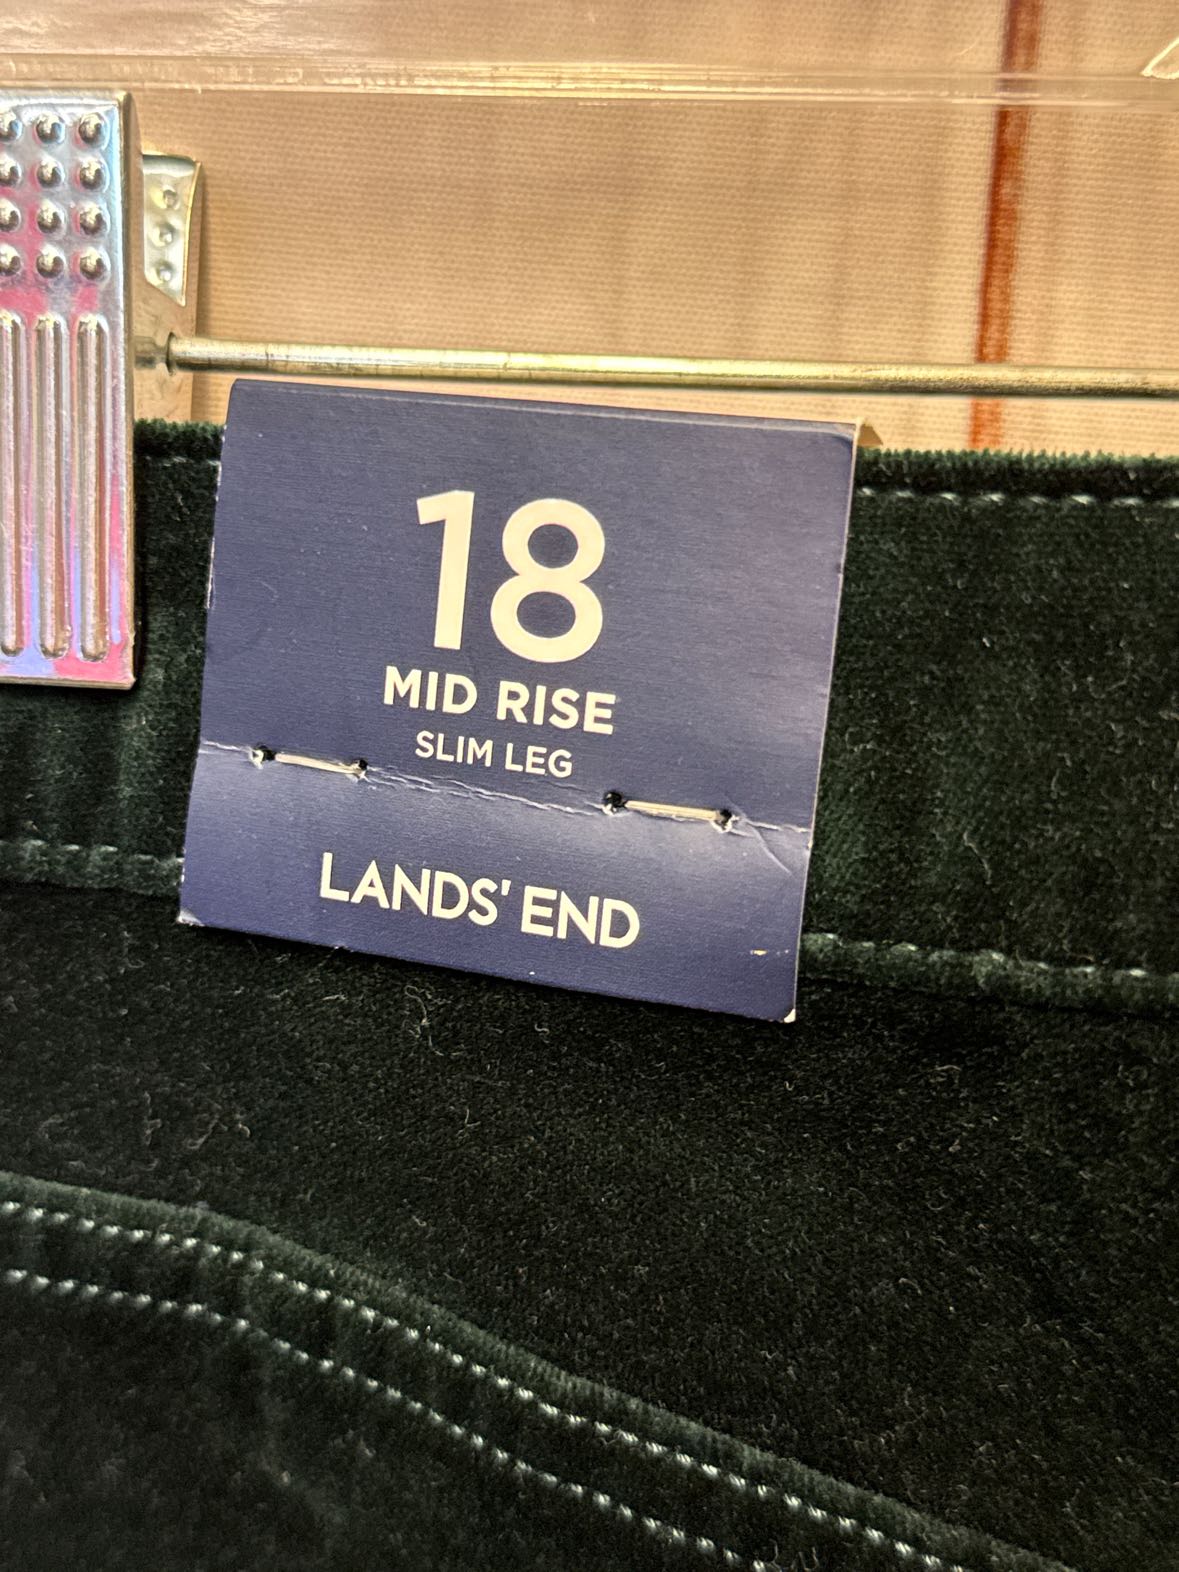 18
MID RISE
SLIM LEG
LANDS' END